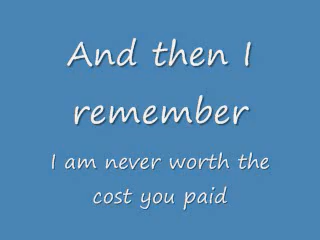 And then I
remember
I am never worth the
cost you paid